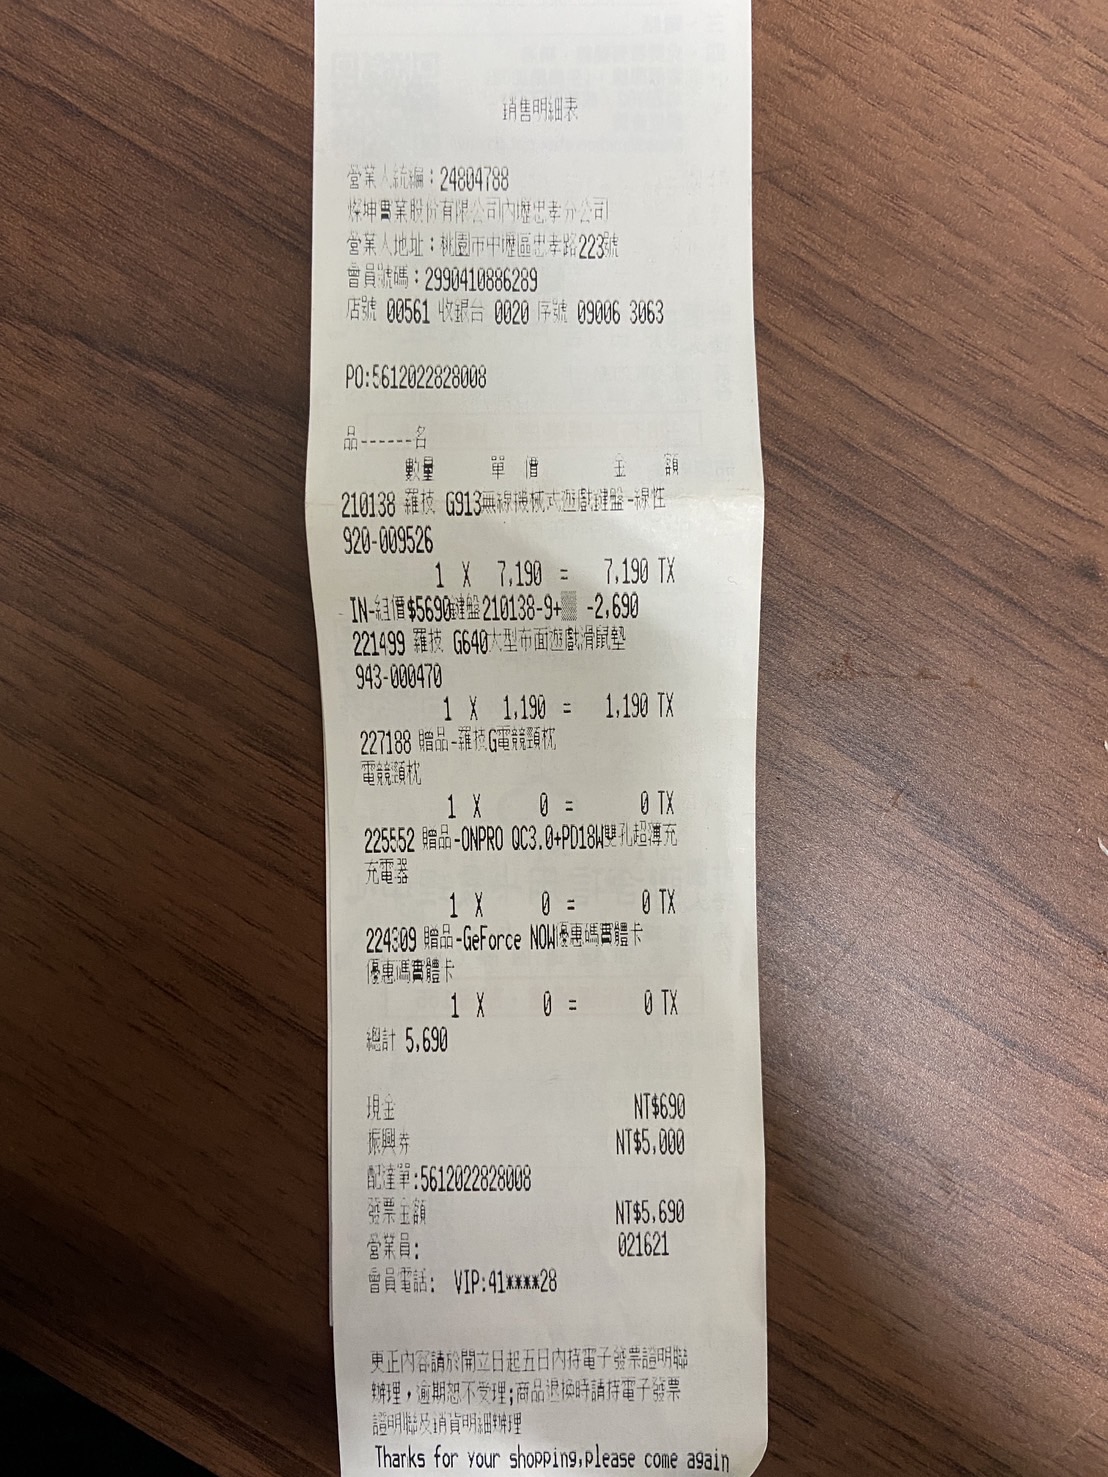 銷售明細表
營業人統編：24804788
燦坤實業股份有限公司內壢忠孝分公司
營業人地址：桃園市中壢區忠孝路223號
會員號碼：2990410886289
店號 00561 收銀台 0020 序號 09006 3063
PO:5612022828008
品------名
數量 單 價 金 額
210138 羅技 G913無線機械式遊戲鍵盤-線性
920-009526
1 X 7,190 = 7,190 TX
IN-組價$5690鍵盤210138-9+ -2,690
221499 羅技 G640大型布面遊戲滑鼠墊
943-000470
1 X 1,190 = 1,190 TX
227188 贈品-羅技G電競頸枕
電競頸枕
1 X 0 = 0 TX
225552 贈品-ONPRO QC3.0+PD18W雙孔超薄充
充電器
1 X 0 = 0 TX
224309 贈品-GeForce NOW優惠碼實體卡
優惠碼實體卡
1 X 0 = 0 TX
總計 5,690
現金 NT$690
振興券 NT$5,000
配達單:5612022828008
發票金額 NT$5,690
營業員: 021621
會員電話: VIP:41****28
更正內容請於開立日起五日內持電子發票證明聯
辦理，逾期恕不受理;商品退換時請持電子發票
證明聯及銷貨明細辦理
Thanks for your shopping,please come again